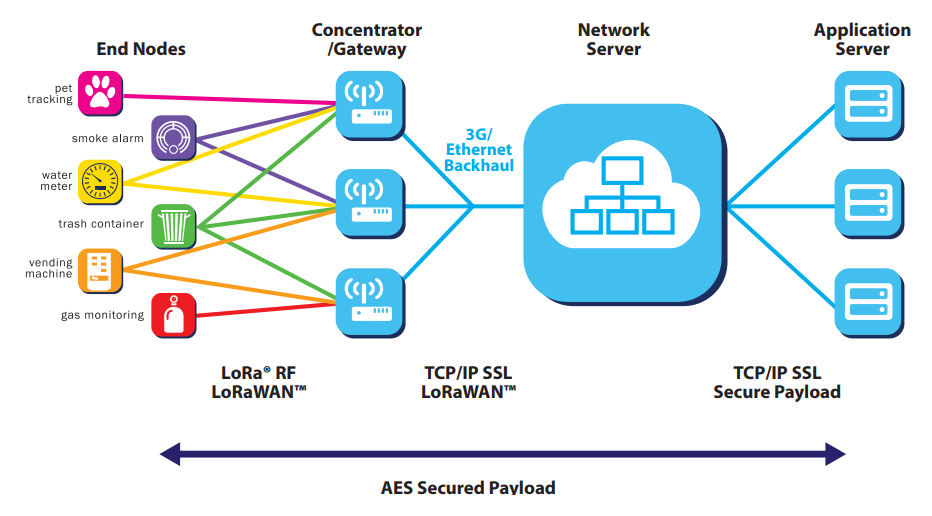 End Nodes
Concentrator
/Gateway
Network
Server
Application
Server
pet
tracking
smoke alarm
water
meter
trash container
vending
machine
gas monitoring
3G/
Ethernet
Backhaul
LoRa® RF
LoRaWAN™
TCP/IP SSL
LoRaWAN™
TCP/IP SSL
Secure Payload
AES Secured Payload